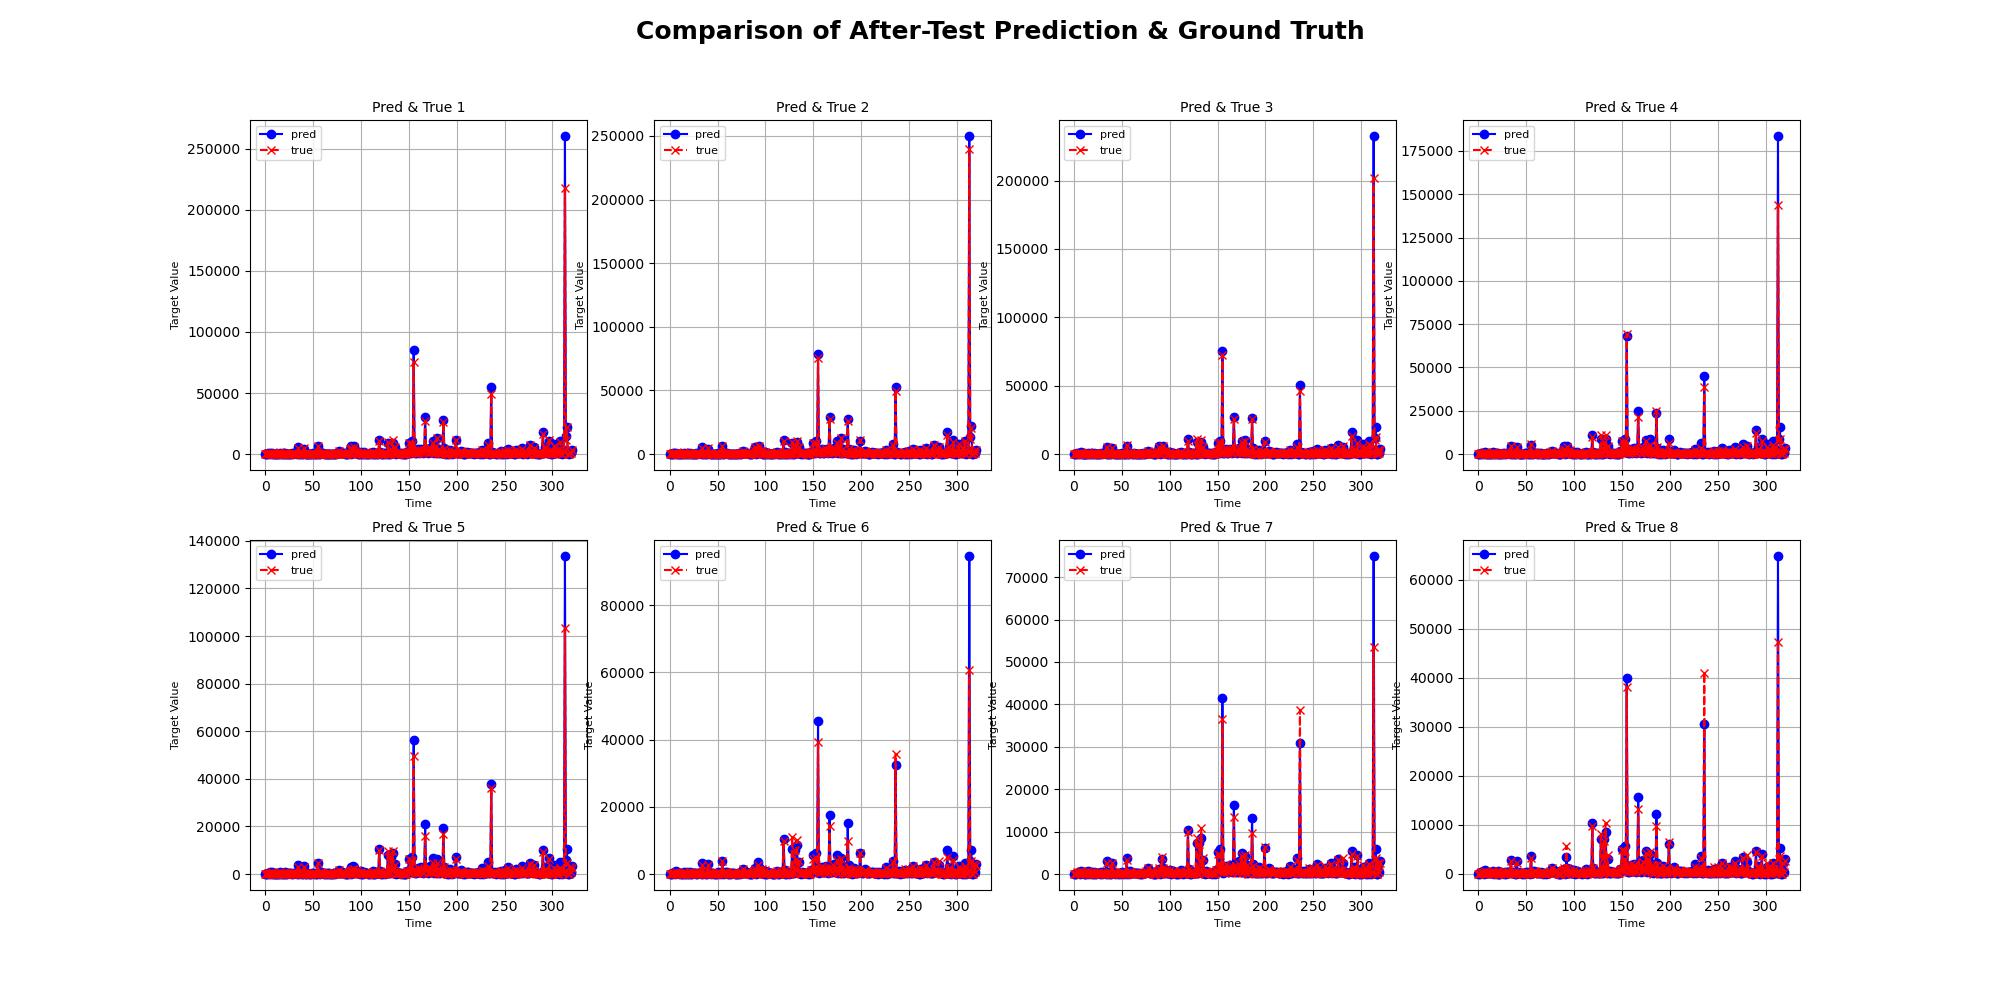 Comparison of After-Test Prediction & Ground Truth
Pred & True 1
pred
true
250000
200000
150000
100000
50000
0
Target Value
0 50 100 150 200 250 300
Time
Pred & True 2
pred
true
250000
200000
150000
100000
50000
0
Target Value
0 50 100 150 200 250 300
Time
Pred & True 3
pred
true
200000
150000
100000
50000
0
Target Value
0 50 100 150 200 250 300
Time
Pred & True 4
pred
true
175000
150000
125000
100000
75000
50000
25000
0
Target Value
0 50 100 150 200 250 300
Time
Pred & True 5
pred
true
140000
120000
100000
80000
60000
40000
20000
0
Target Value
0 50 100 150 200 250 300
Time
Pred & True 6
pred
true
80000
60000
40000
20000
0
Target Value
0 50 100 150 200 250 300
Time
Pred & True 7
pred
true
70000
60000
50000
40000
30000
20000
10000
0
Target Value
0 50 100 150 200 250 300
Time
Pred & True 8
pred
true
60000
50000
40000
30000
20000
10000
0
Target Value
0 50 100 150 200 250 300
Time